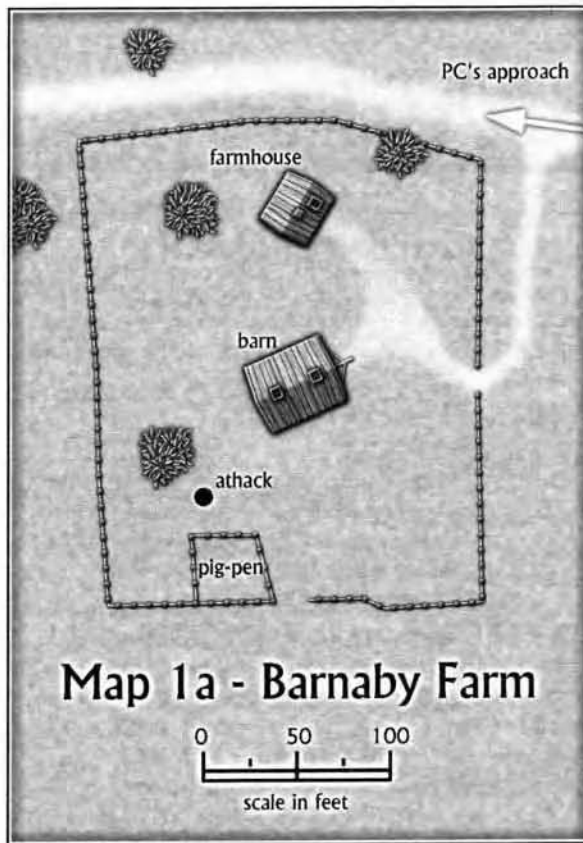 PC's approach
farmhouse
barn
athack
pig-pen
Map 1a - Barnaby Farm
0 50 100
scale in feet